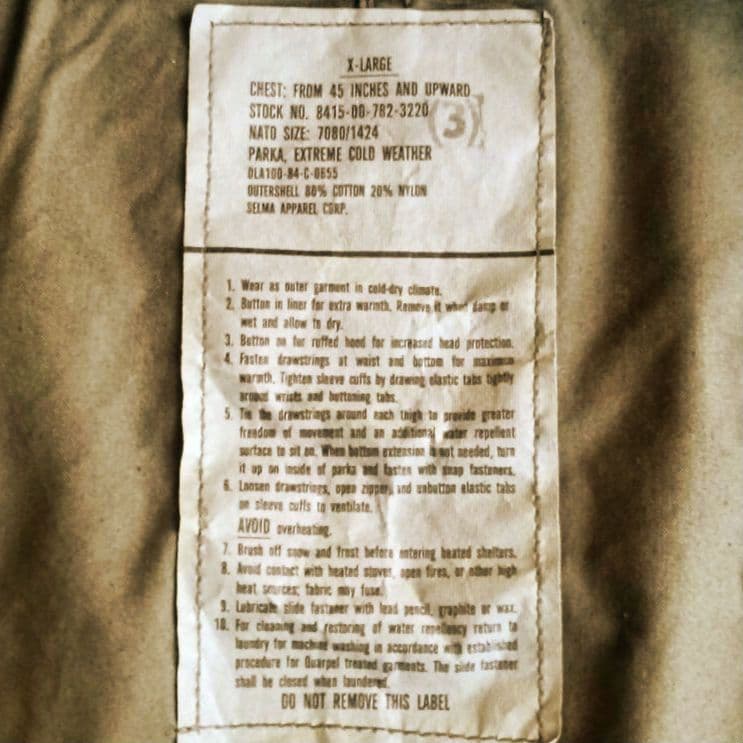 X-LARGE
CHEST: FROM 45 INCHES AND UPWARD
STOCK NO. 8415-00-782-3220
(3)
NATO SIZE: 7080/1424
PARKA, EXTREME COLD WEATHER
DLA100-84-C-0655
OUTERSHELL 80% COTTON 20% NYLON
SELMA APPAREL CORP.
1. Wear as outer garment in cold-dry climate.
2. Button in liner for extra warmth. Remove it when damp or
wet and allow to dry.
3. Button on fur ruffed hood for increased head protection.
4. Fasten drawstrings at waist and bottom for maximum
warmth. Tighten sleeve cuffs by drawing elastic tabs tightly
around wrists and buttoning tabs.
5. Tie the drawstrings around each thigh to provide greater
freedom of movement and an additional water repellent
surface to sit on. When bottom extension is not needed, turn
it up on inside of parka and fasten with snap fasteners.
6. Loosen drawstrings, open zipper, and unbutton elastic tabs
on sleeve cuffs to ventilate.
AVOID overheating.
7. Brush off snow and frost before entering heated shelters.
8. Avoid contact with heated stoves, open fires, or other high
heat sources; fabric may fuse.
9. Lubricate slide fastener with lead pencil, graphite or wax.
10. For cleaning and restoring of water repellency return to
laundry for machine washing in accordance with established
procedure for Quarpel treated garments. The slide fastener
shall be closed when laundered.
DO NOT REMOVE THIS LABEL